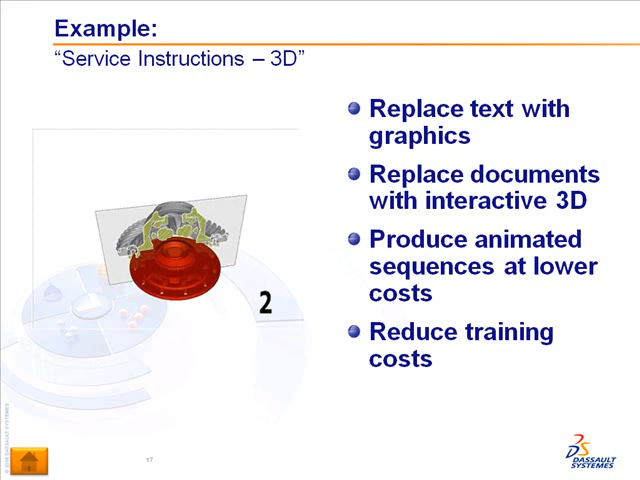 Example:
“Service Instructions – 3D”
Replace text with
graphics
Replace documents
with interactive 3D
Produce animated
sequences at lower
costs
Reduce training
costs
2
17
DASSAULT
SYSTEMES